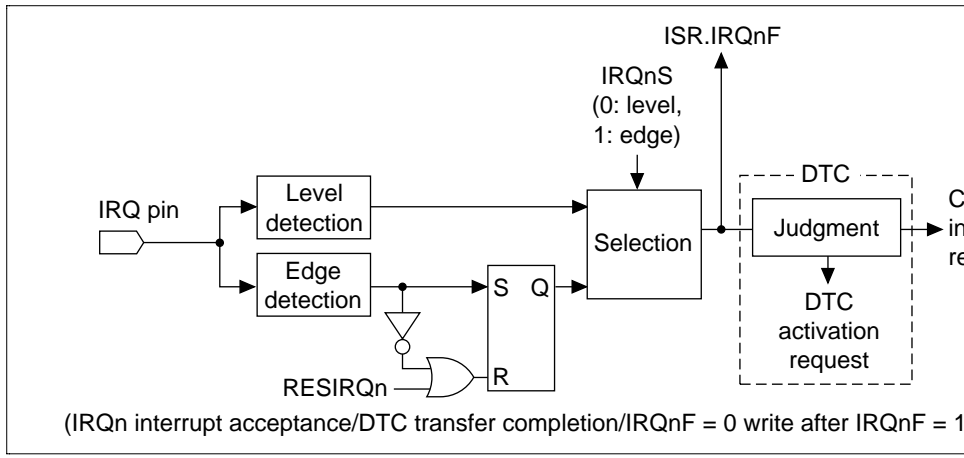 ISR.IRQnF
IRQnS
(0: level,
1: edge)
DTC
IRQ pin
Level
detection
Selection
Judgment
Edge
detection
S
Q
DTC
activation
request
R
RESIRQn
(IRQn interrupt acceptance/DTC transfer completion/IRQnF = 0 write after IRQnF = 1